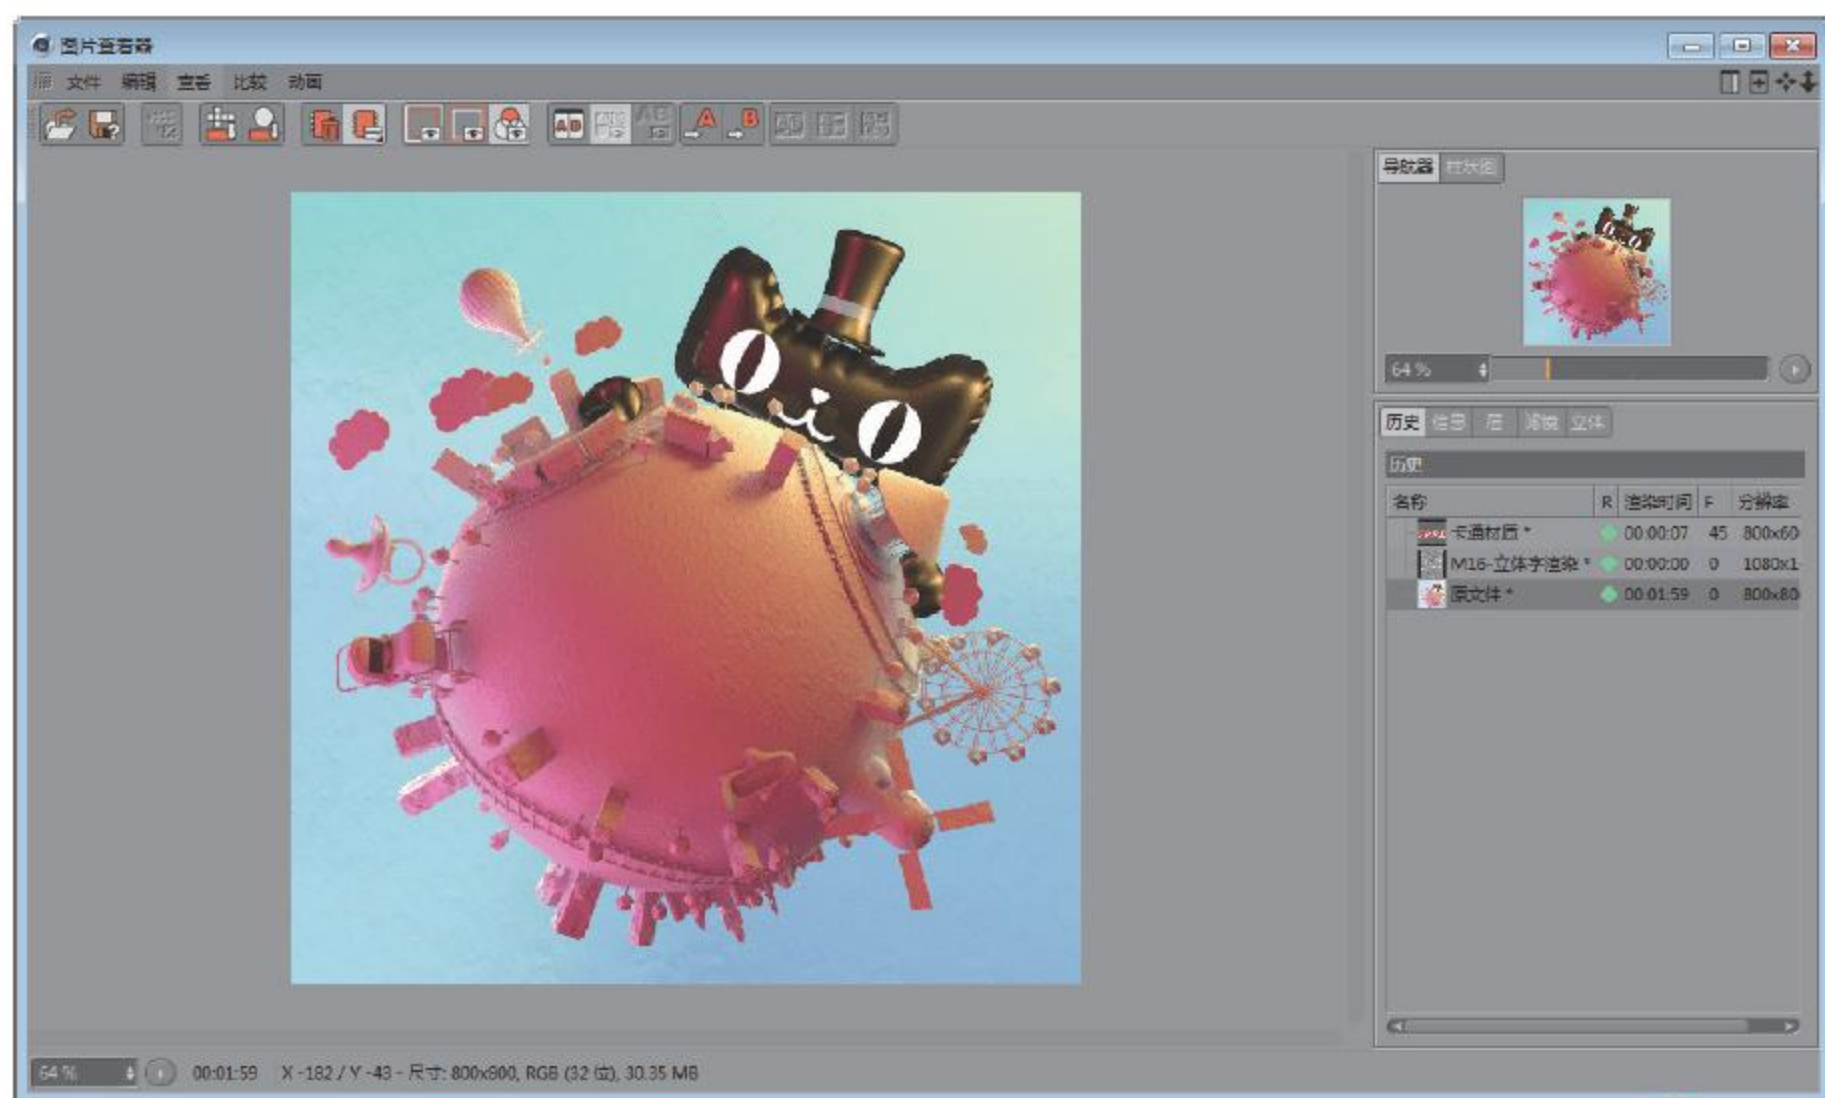 图片查看器
文件 编辑 查看 比较 动画
导航器 柱状图
64 %
历史 信息 层 滤镜 立体
历史
名称 R 渲染时间 F 分辨率
卡通材质 * 00:00:07 45 800x60
M16-立体字渲染 * 00:00:00 0 1080x1
原文件 * 00:01:59 0 800x80
64 % 00:01:59 X -182 / Y -43 - 尺寸: 800x800, RGB (32 位), 30.35 MB